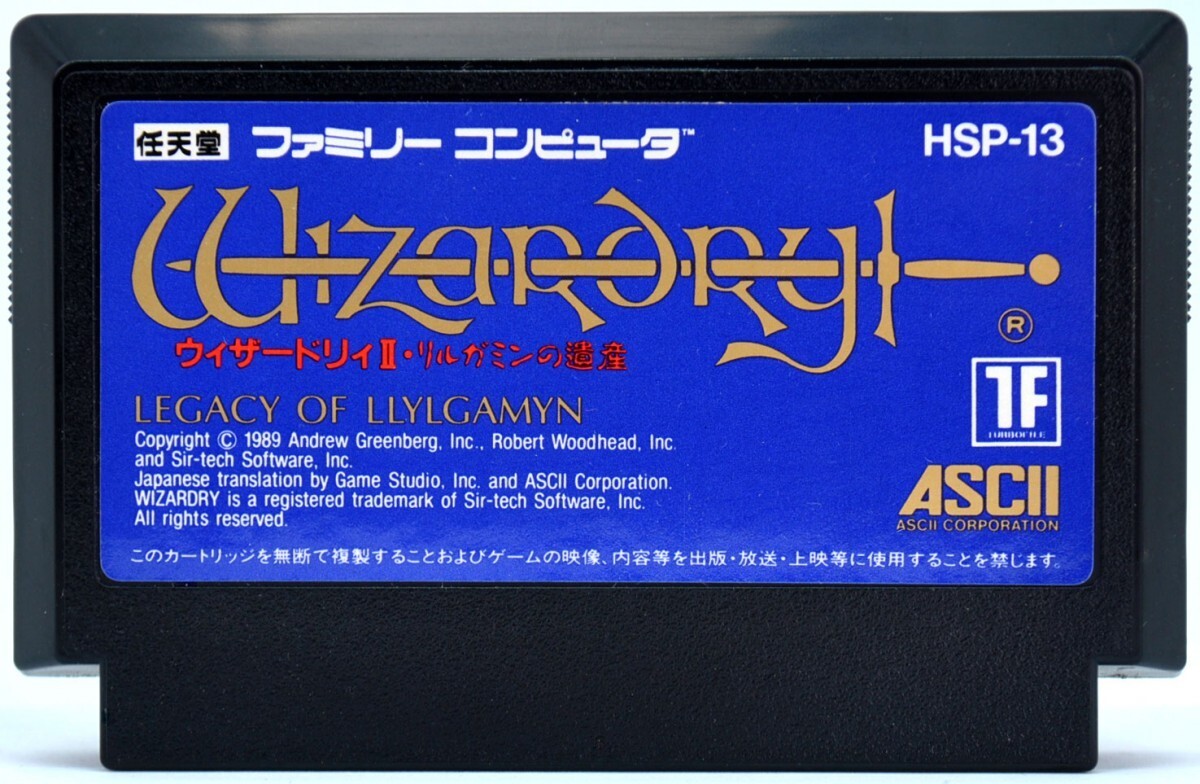 任天堂 ファミリー コンピュータ™ HSP-13
Wizardry
®
ウィザードリィⅡ・リルガミンの遺産
LEGACY OF LLYLGAMYN
TF
TURBOFILE
Copyright © 1989 Andrew Greenberg, Inc., Robert Woodhead, Inc.
and Sir-tech Software, Inc.
Japanese translation by Game Studio, Inc. and ASCII Corporation.
WIZARDRY is a registered trademark of Sir-tech Software, Inc.
All rights reserved.
ASCII
ASCII CORPORATION
このカートリッジを無断で複製することおよびゲームの映像、内容等を出版・放送・上映等に使用することを禁じます。